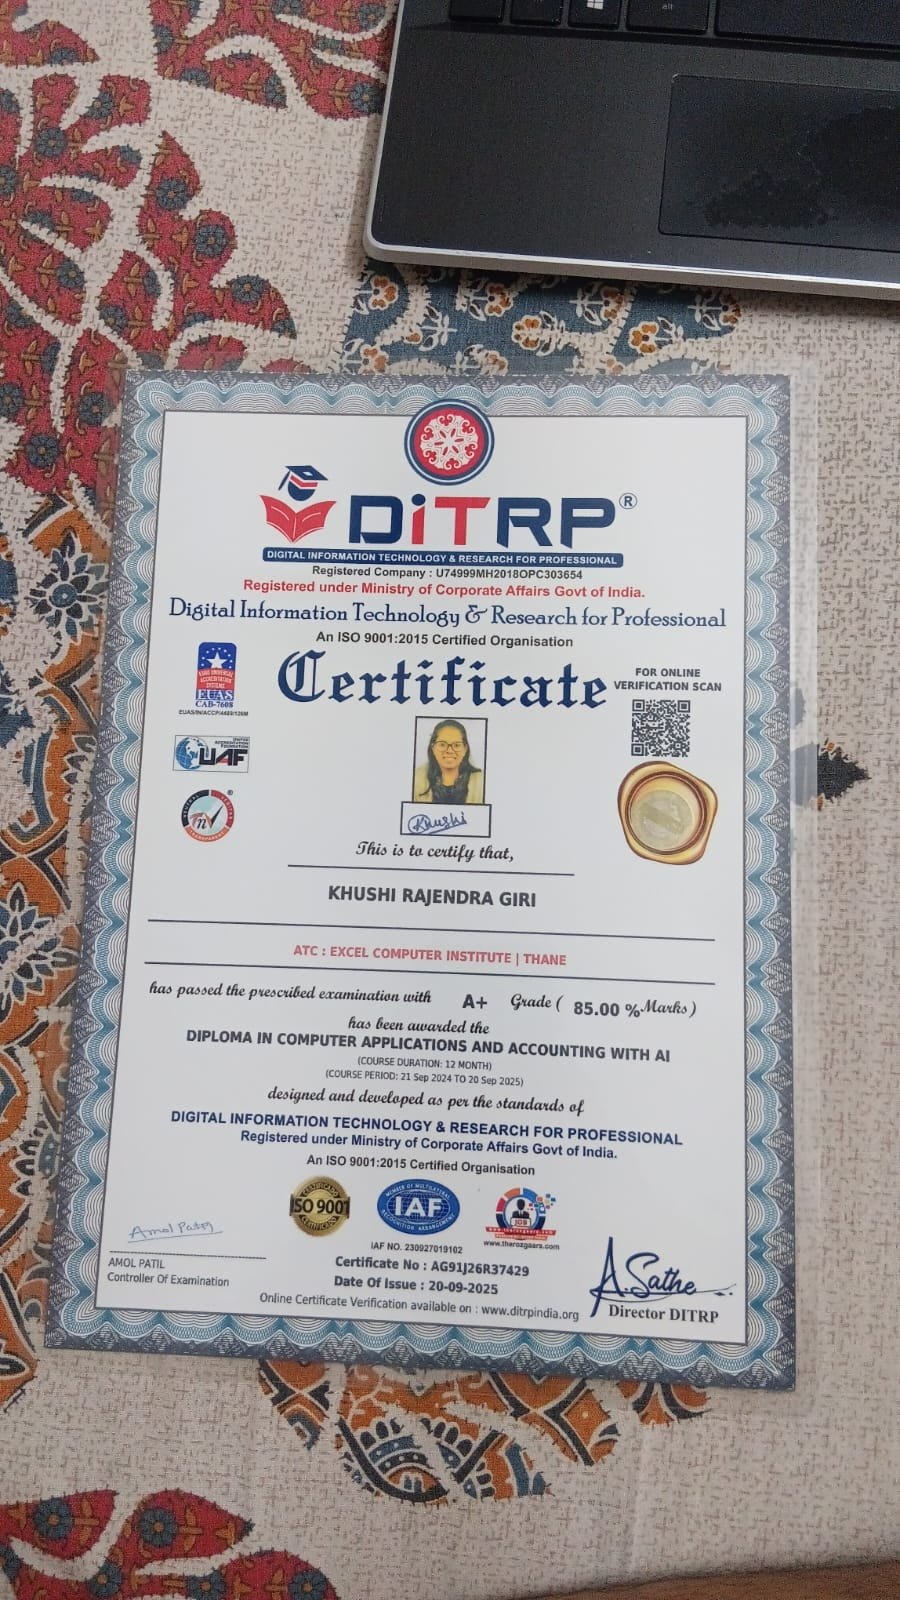 alt
DiTRP®
DIGITAL INFORMATION TECHNOLOGY & RESEARCH FOR PROFESSIONAL
Registered Company : U74999MH2018OPC303654
Registered under Ministry of Corporate Affairs Govt of India.
Digital Information Technology & Research for Professional
An ISO 9001:2015 Certified Organisation
Certificate
FOR ONLINE
VERIFICATION SCAN
EUAS
CAB-7608
UAF
Khushi
This is to certify that,
KHUSHI RAJENDRA GIRI
ATC : EXCEL COMPUTER INSTITUTE | THANE
has passed the prescribed examination with A+ Grade ( 85.00 % Marks )
has been awarded the
DIPLOMA IN COMPUTER APPLICATIONS AND ACCOUNTING WITH AI
(COURSE DURATION: 12 MONTH)
(COURSE PERIOD: 21 Sep 2024 TO 20 Sep 2025)
designed and developed as per the standards of
DIGITAL INFORMATION TECHNOLOGY & RESEARCH FOR PROFESSIONAL
Registered under Ministry of Corporate Affairs Govt of India.
An ISO 9001:2015 Certified Organisation
ISO 9001
IAF
JOB
IAF NO. 230927019102
www.therozgaars.com
Amol Patil
AMOL PATIL
Controller Of Examination
Certificate No : AG91J26R37429
Date Of Issue : 20-09-2025
Online Certificate Verification available on : www.ditrpindia.org
A.Sathe
Director DITRP